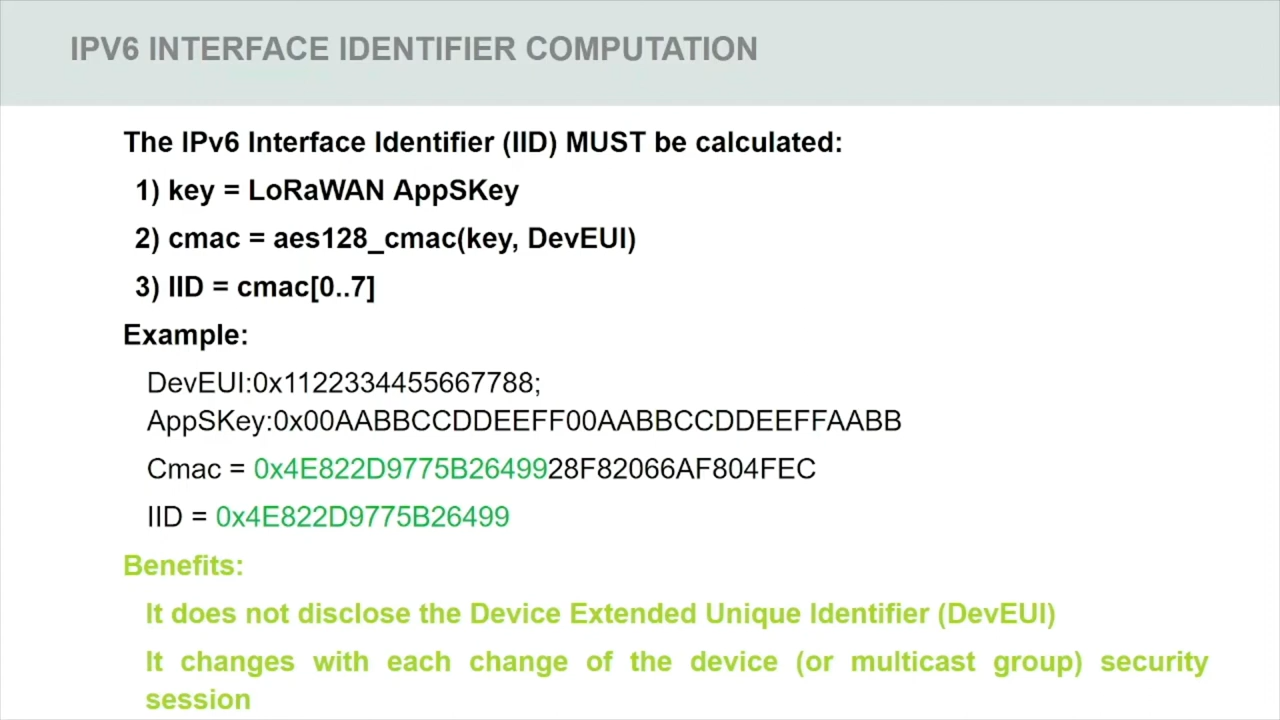 IPV6 INTERFACE IDENTIFIER COMPUTATION
The IPv6 Interface Identifier (IID) MUST be calculated:
1) key = LoRaWAN AppSKey
2) cmac = aes128_cmac(key, DevEUI)
3) IID = cmac[0..7]
Example:
DevEUI:0x1122334455667788;
AppSKey:0x00AABBCCDDEEFF00AABBCCDDEEFFAABB
Cmac = 0x4E822D9775B2649928F82066AF804FEC
IID = 0x4E822D9775B26499
Benefits:
It does not disclose the Device Extended Unique Identifier (DevEUI)
It changes with each change of the device (or multicast group) security
session